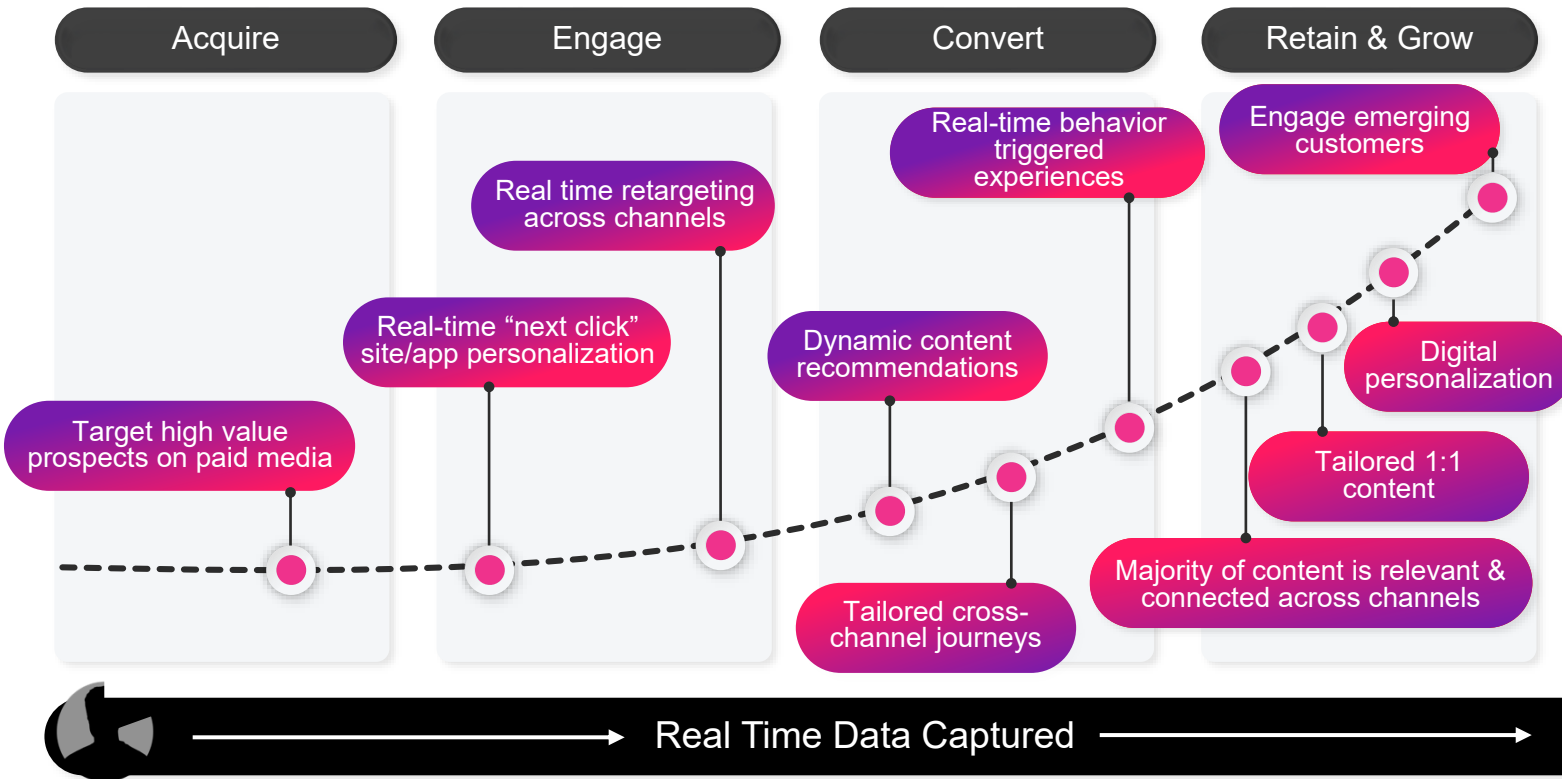 Acquire
Engage
Convert
Retain & Grow
Target high value
prospects on paid media
Real-time “next click”
site/app personalization
Real time retargeting
across channels
Dynamic content
recommendations
Tailored cross-
channel journeys
Real-time behavior
triggered
experiences
Majority of content is relevant &
connected across channels
Tailored 1:1
content
Digital
personalization
Engage emerging
customers
Real Time Data Captured